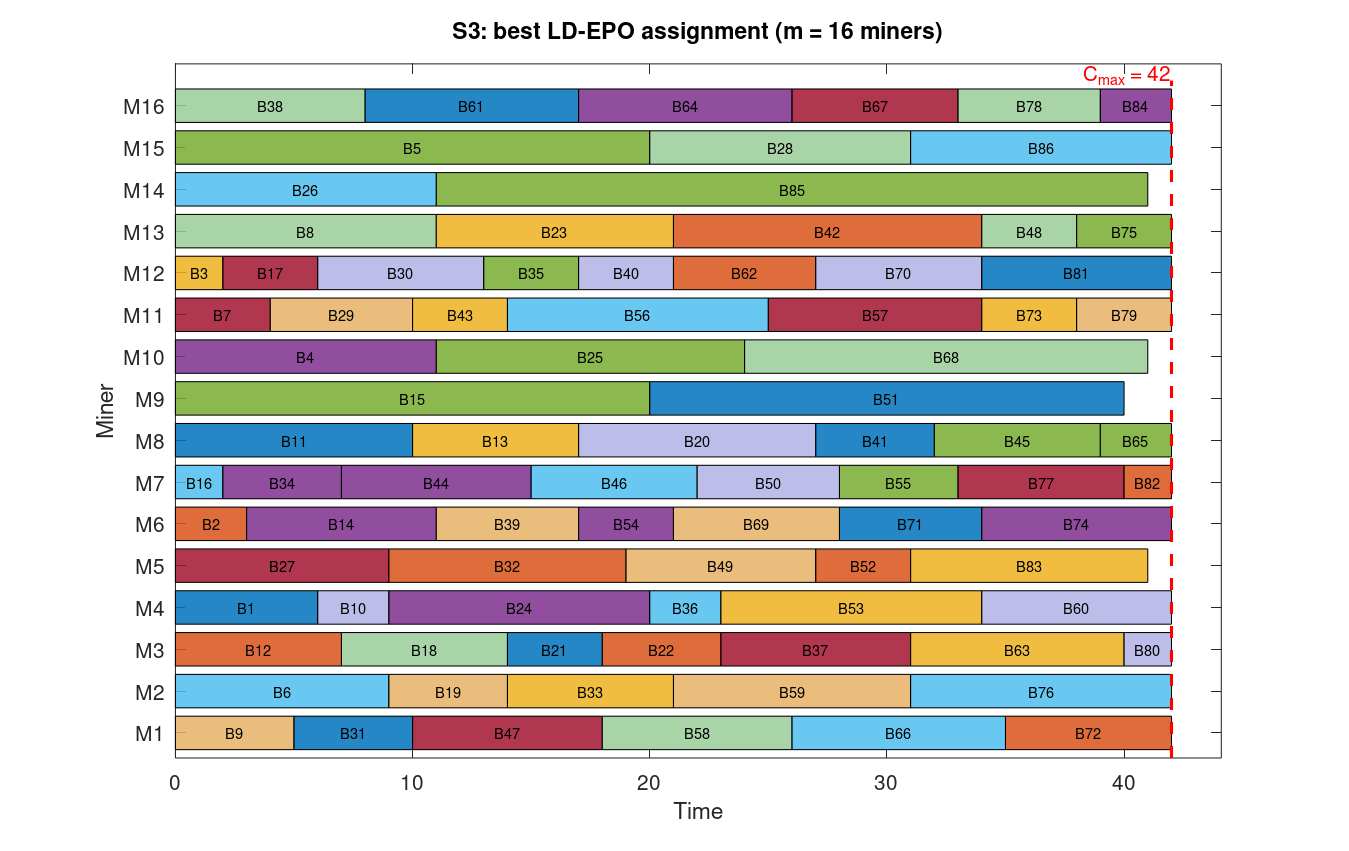 S3: best LD-EPO assignment (m = 16 miners)
Cmax = 42
M16 B38 B61 B64 B67 B78 B84
M15 B5 B28 B86
M14 B26 B85
M13 B8 B23 B42 B48 B75
M12 B3 B17 B30 B35 B40 B62 B70 B81
M11 B7 B29 B43 B56 B57 B73 B79
M10 B4 B25 B68
M9 B15 B51
M8 B11 B13 B20 B41 B45 B65
M7 B16 B34 B44 B46 B50 B55 B77 B82
M6 B2 B14 B39 B54 B69 B71 B74
M5 B27 B32 B49 B52 B83
M4 B1 B10 B24 B36 B53 B60
M3 B12 B18 B21 B22 B37 B63 B80
M2 B6 B19 B33 B59 B76
M1 B9 B31 B47 B58 B66 B72
0 10 20 30 40
Time
Miner